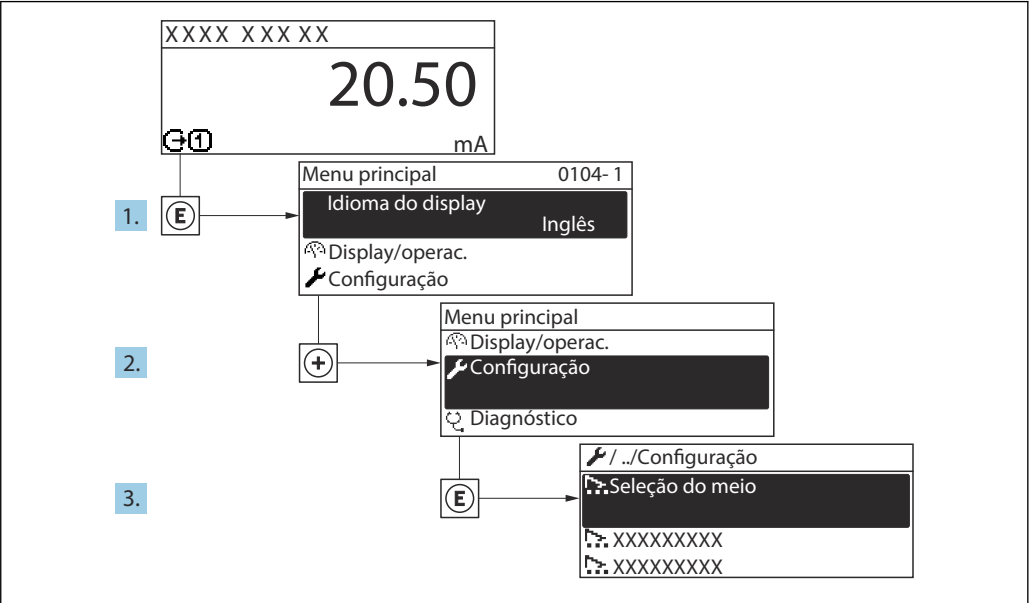 XXXX XXX XX
20.50
1
mA
Menu principal 0104-1
Idioma do display
Inglês
Display/operac.
Configuração
1. E
Menu principal
Display/operac.
Configuração
Diagnóstico
2. +
/ ../Configuração
Seleção do meio
XXXXXXXXX
XXXXXXXXX
3. E